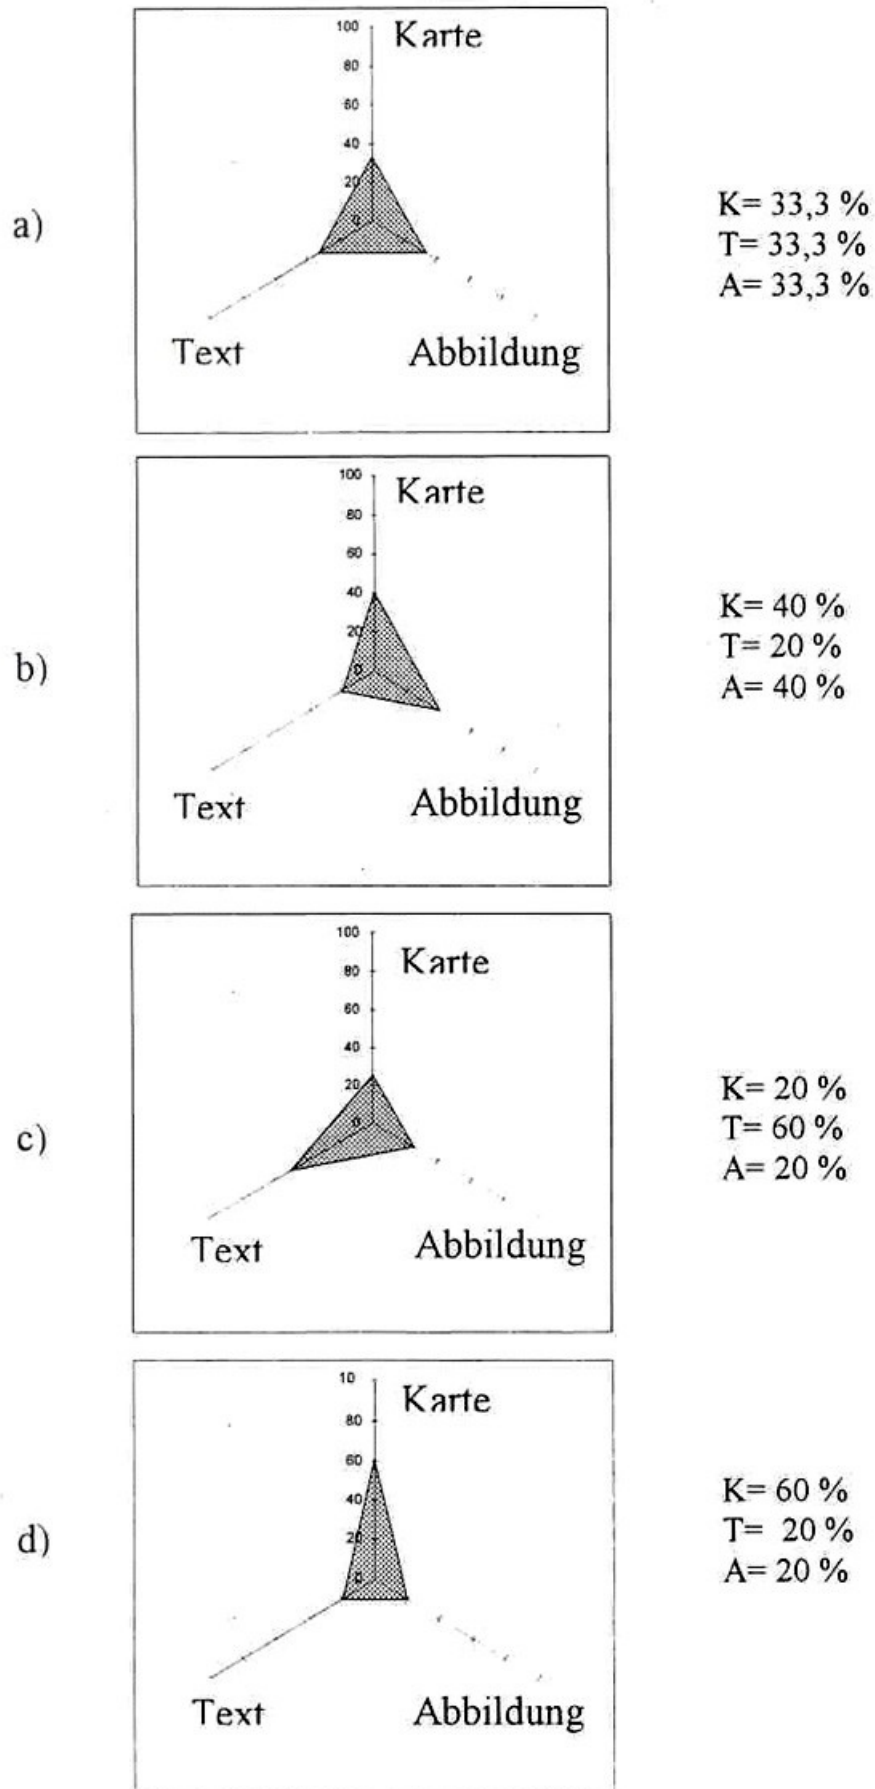 100 Karte
80
60
40
20
0
Text Abbildung
a)
K= 33,3 %
T= 33,3 %
A= 33,3 %
100 Karte
80
60
40
20
0
Text Abbildung
b)
K= 40 %
T= 20 %
A= 40 %
100 Karte
80
60
40
20
0
Text Abbildung
c)
K= 20 %
T= 60 %
A= 20 %
10 Karte
80
60
40
20
0
Text Abbildung
d)
K= 60 %
T= 20 %
A= 20 %